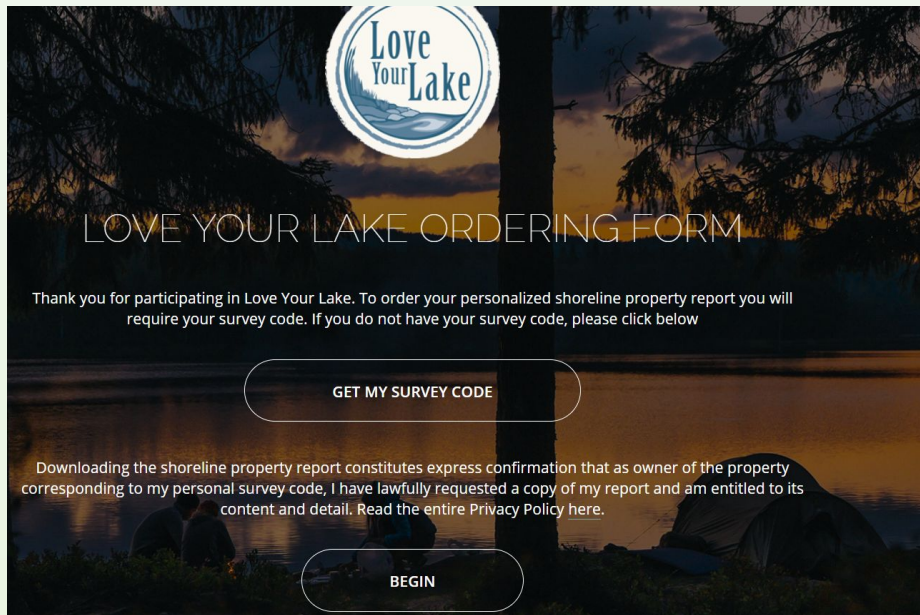 Love
Your Lake
LOVE YOUR LAKE ORDERING FORM
Thank you for participating in Love Your Lake. To order your personalized shoreline property report you will
require your survey code. If you do not have your survey code, please click below
GET MY SURVEY CODE
Downloading the shoreline property report constitutes express confirmation that as owner of the property
corresponding to my personal survey code, I have lawfully requested a copy of my report and am entitled to its
content and detail. Read the entire Privacy Policy here.
BEGIN